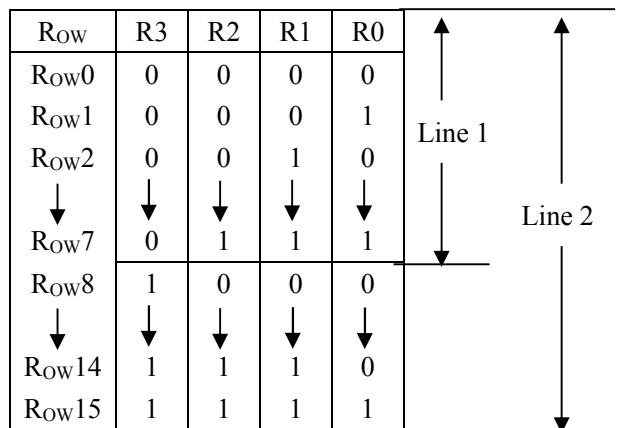 ROW R3 R2 R1 R0
ROW0 0 0 0 0
ROW1 0 0 0 1
Line 1
ROW2 0 0 1 0
Line 2
ROW7 0 1 1 1
ROW8 1 0 0 0
ROW14 1 1 1 0
ROW15 1 1 1 1